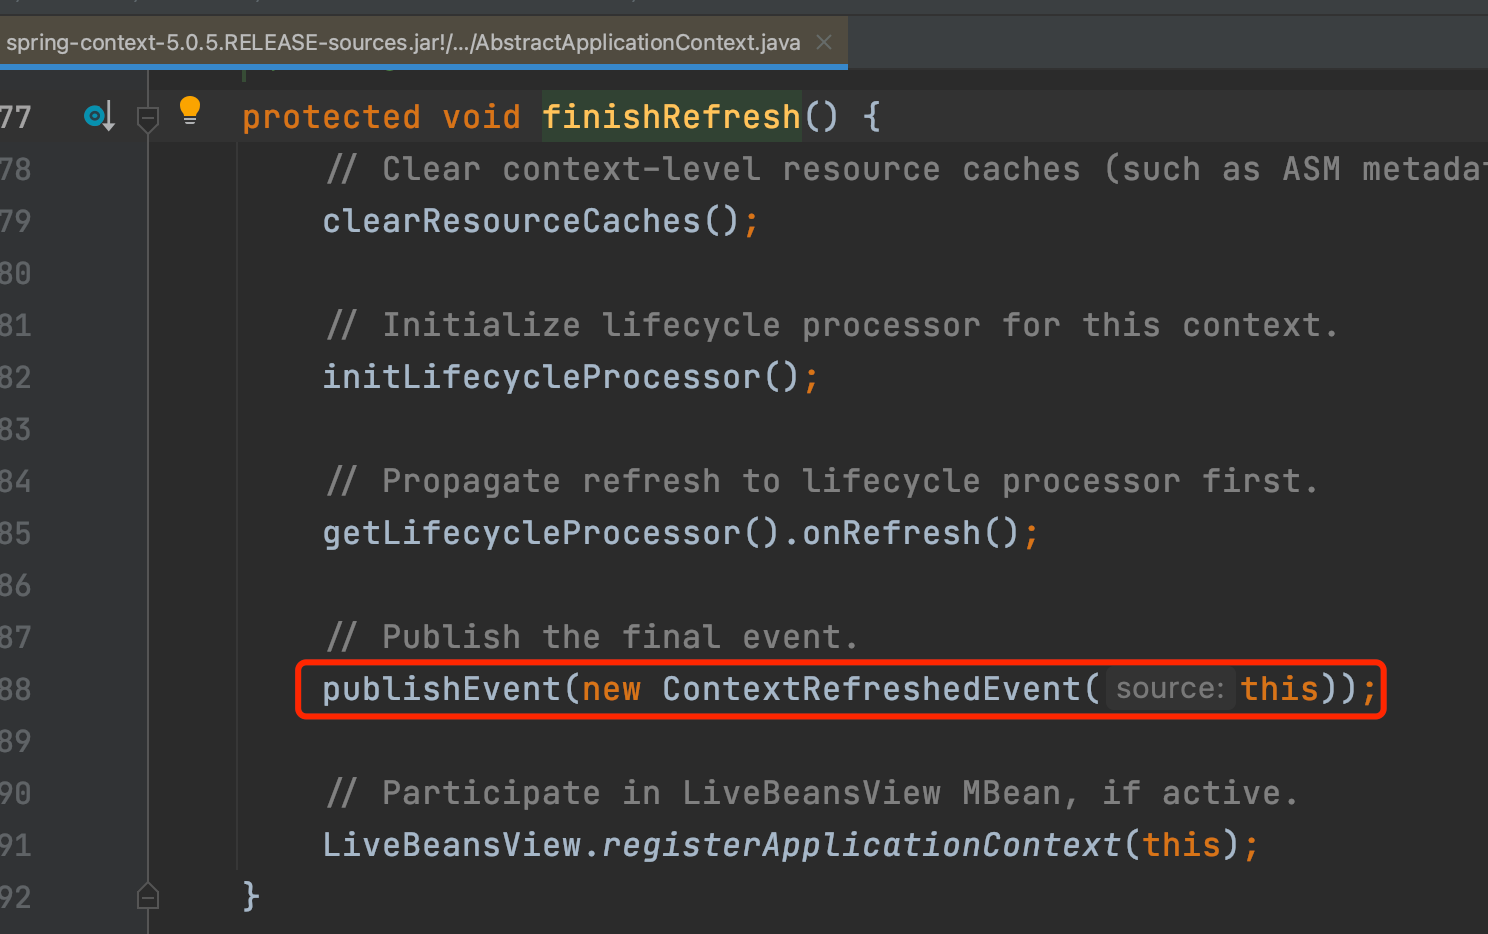 spring-context-5.0.5.RELEASE-sources.jar!/.../AbstractApplicationContext.java
77 protected void finishRefresh() {
78 // Clear context-level resource caches (such as ASM metadat
79 clearResourceCaches();
80
81 // Initialize lifecycle processor for this context.
82 initLifecycleProcessor();
83
84 // Propagate refresh to lifecycle processor first.
85 getLifecycleProcessor().onRefresh();
86
87 // Publish the final event.
88 publishEvent(new ContextRefreshedEvent( source: this));
89
90 // Participate in LiveBeansView MBean, if active.
91 LiveBeansView.registerApplicationContext(this);
92 }